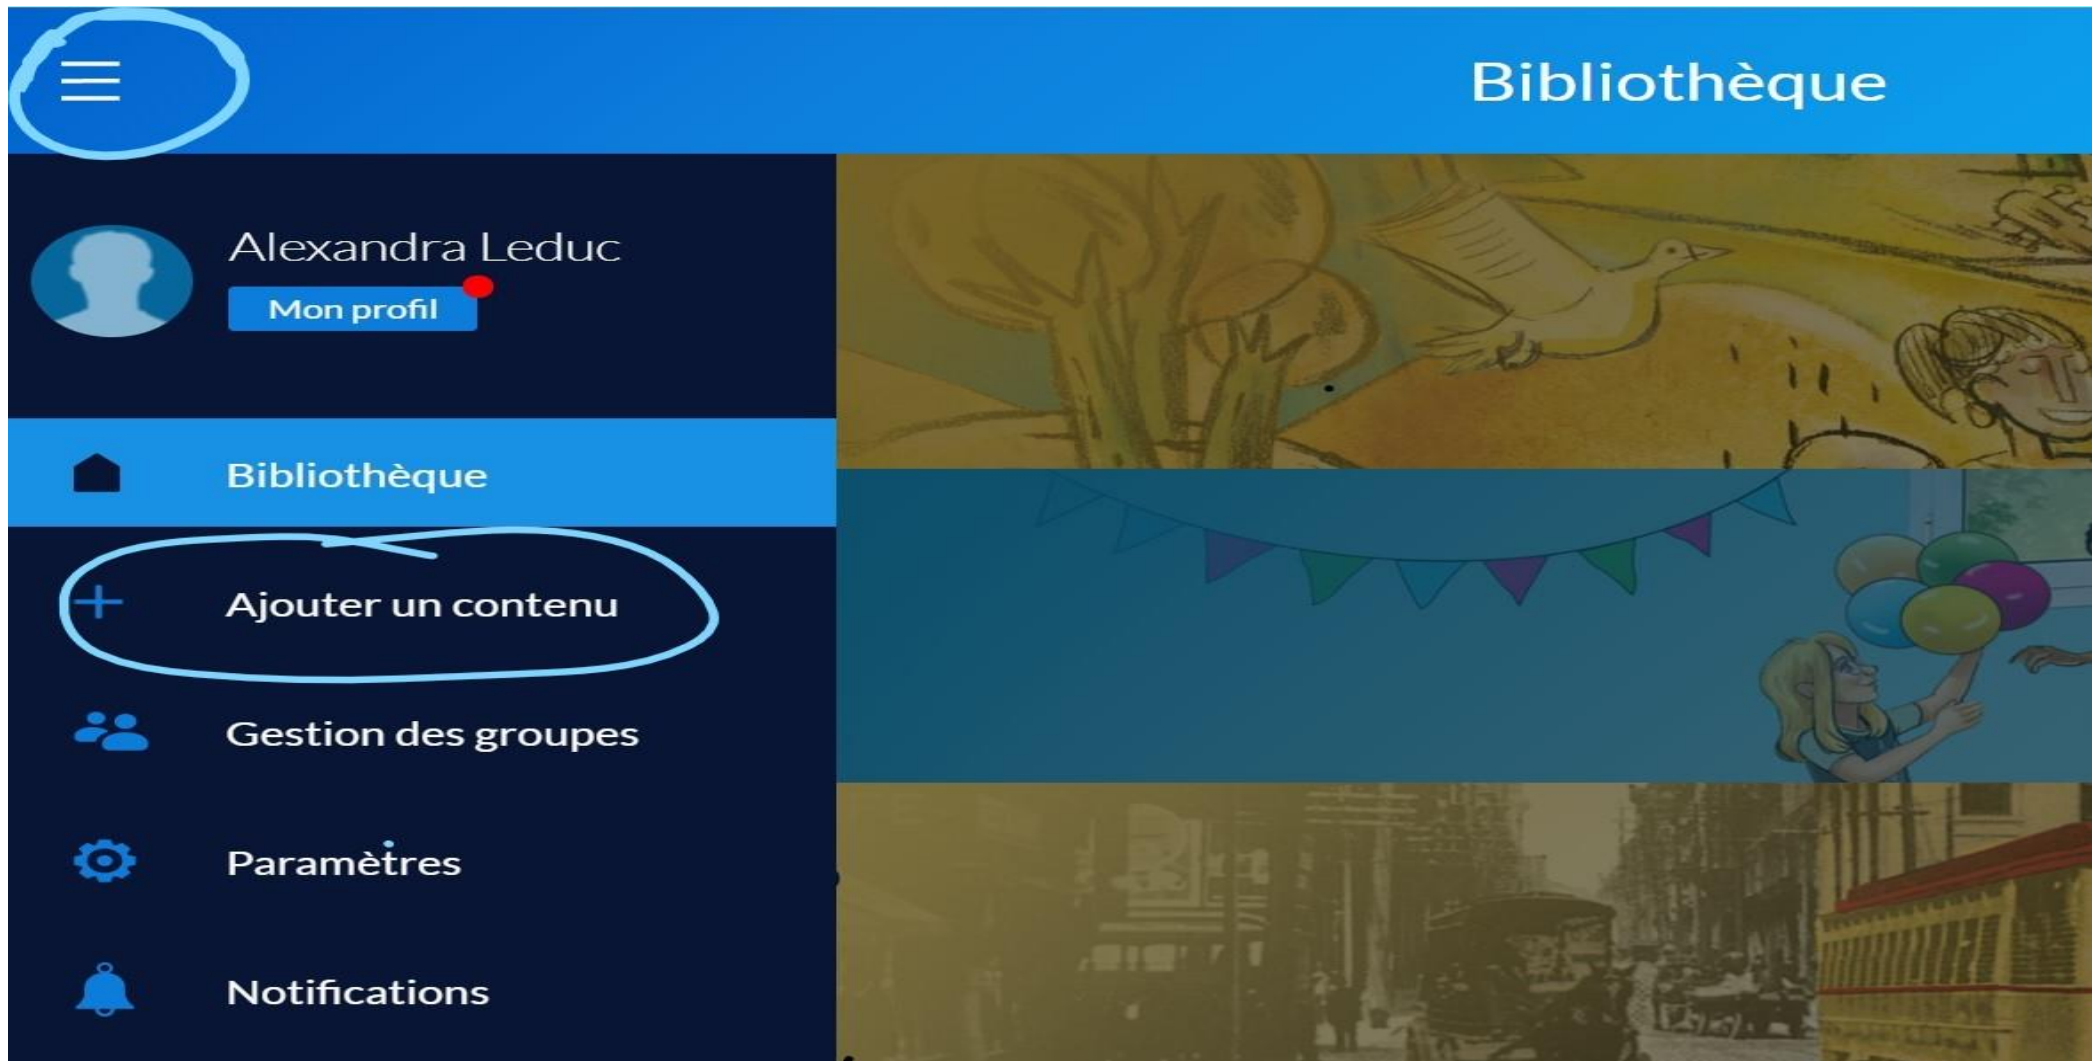 Bibliothèque
Alexandra Leduc
Mon profil
Bibliothèque
Ajouter un contenu
Gestion des groupes
Paramètres
Notifications